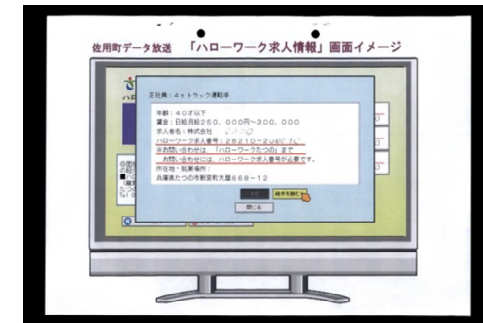 佐用町データ放送 「ハローワーク求人情報」画面イメージ
正社員:4tトラック運転手
年齢:40才以下
賃金:日給月給250,000円~300,000
求人者名:株式会社
ハローワーク求人番号:28210-
※お問い合わせは、「ハローワークたつの」まで
お問い合わせには、ハローワーク求人番号が必要です。
所在地・就業場所:
兵庫県たつの市新宮町大屋668-12
続きを読む
閉じる